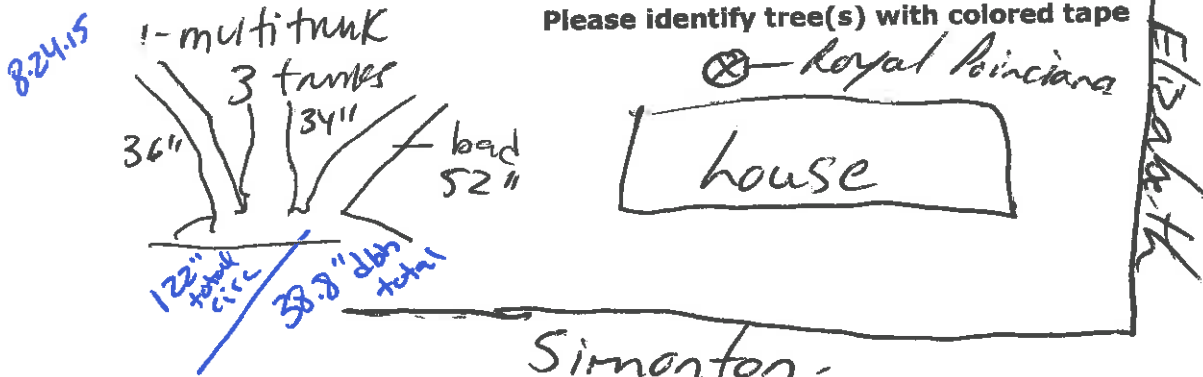 8.24.15
1-multitrunk
3 trunks
36"
34"
bad
52"
122"
total
circ
38.8" dbh
total
Please identify tree(s) with colored tape
Royal Poinciana
house
Elizabeth
Simonton.